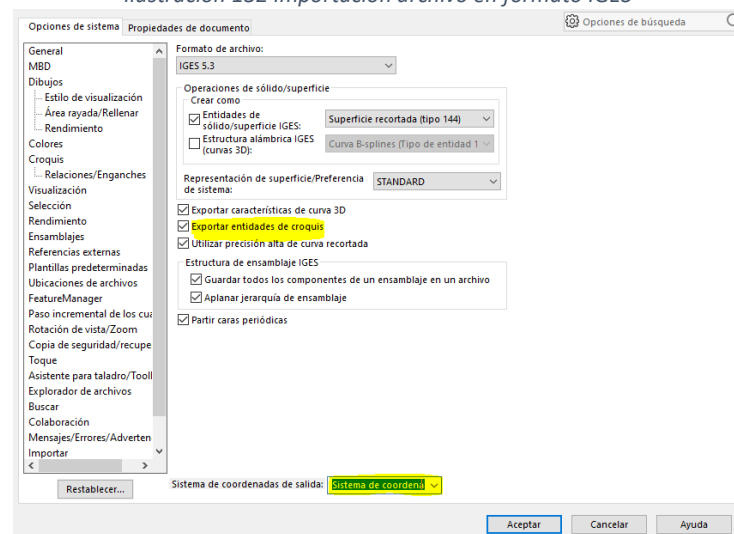 Ilustración 132 Importación archivo en formato IGES
Opciones de sistema Propiedades de documento
Opciones de búsqueda
General
MBD
Dibujos
Estilo de visualización
Área rayada/Rellenar
Rendimiento
Colores
Croquis
Relaciones/Enganches
Visualización
Selección
Rendimiento
Ensamblajes
Referencias externas
Plantillas predeterminadas
Ubicaciones de archivos
FeatureManager
Paso incremental de los cua
Rotación de vista/Zoom
Copia de seguridad/recupe
Toque
Asistente para taladro/Tooll
Explorador de archivos
Buscar
Colaboración
Mensajes/Errores/Adverten
Importar
Restablecer...
Formato de archivo:
IGES 5.3
Operaciones de sólido/superficie
Crear como
Entidades de
sólido/superficie IGES:
Superficie recortada (tipo 144)
Estructura alámbrica IGES
(curvas 3D):
Curva B-splines (Tipo de entidad 1
Representación de superficie/Preferencia
de sistema:
STANDARD
Exportar características de curva 3D
Exportar entidades de croquis
Utilizar precisión alta de curva recortada
Estructura de ensamblaje IGES
Guardar todos los componentes de un ensamblaje en un archivo
Aplanar jerarquía de ensamblaje
Partir caras periódicas
Sistema de coordenadas de salida: Sistema de coordena
Aceptar Cancelar Ayuda